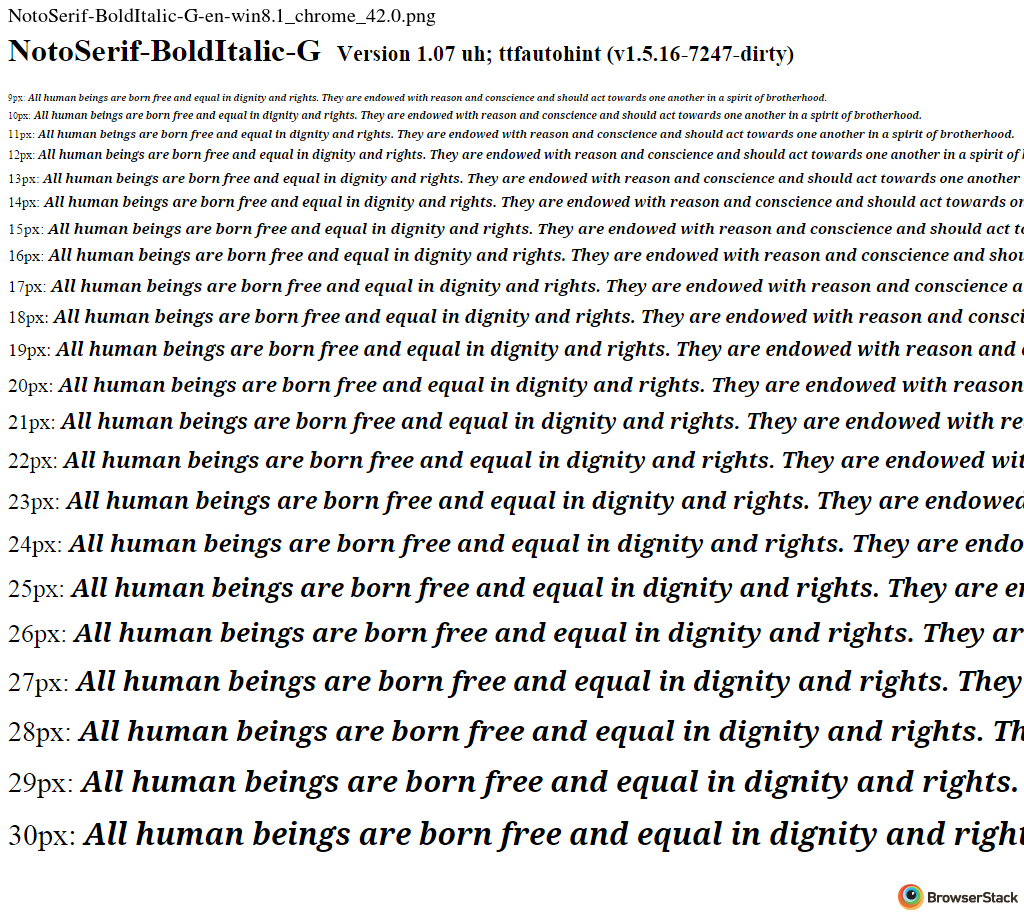 NotoSerif-BoldItalic-G-en-win8.1_chrome_42.0.png
NotoSerif-BoldItalic-G Version 1.07 uh; ttfautohint (v1.5.16-7247-dirty)
9px: All human beings are born free and equal in dignity and rights. They are endowed with reason and conscience and should act towards one another in a spirit of brotherhood.
10px: All human beings are born free and equal in dignity and rights. They are endowed with reason and conscience and should act towards one another in a spirit of brotherhood.
11px: All human beings are born free and equal in dignity and rights. They are endowed with reason and conscience and should act towards one another in a spirit of brotherhood.
12px: All human beings are born free and equal in dignity and rights. They are endowed with reason and conscience and should act towards one another in a spirit of
13px: All human beings are born free and equal in dignity and rights. They are endowed with reason and conscience and should act towards one another
14px: All human beings are born free and equal in dignity and rights. They are endowed with reason and conscience and should act towards on
15px: All human beings are born free and equal in dignity and rights. They are endowed with reason and conscience and should act to
16px: All human beings are born free and equal in dignity and rights. They are endowed with reason and conscience and shou
17px: All human beings are born free and equal in dignity and rights. They are endowed with reason and conscience a
18px: All human beings are born free and equal in dignity and rights. They are endowed with reason and consci
19px: All human beings are born free and equal in dignity and rights. They are endowed with reason and
20px: All human beings are born free and equal in dignity and rights. They are endowed with reason
21px: All human beings are born free and equal in dignity and rights. They are endowed with re
22px: All human beings are born free and equal in dignity and rights. They are endowed wit
23px: All human beings are born free and equal in dignity and rights. They are endowed
24px: All human beings are born free and equal in dignity and rights. They are endo
25px: All human beings are born free and equal in dignity and rights. They are en
26px: All human beings are born free and equal in dignity and rights. They ar
27px: All human beings are born free and equal in dignity and rights. They
28px: All human beings are born free and equal in dignity and rights. Th
29px: All human beings are born free and equal in dignity and rights.
30px: All human beings are born free and equal in dignity and right
BrowserStack